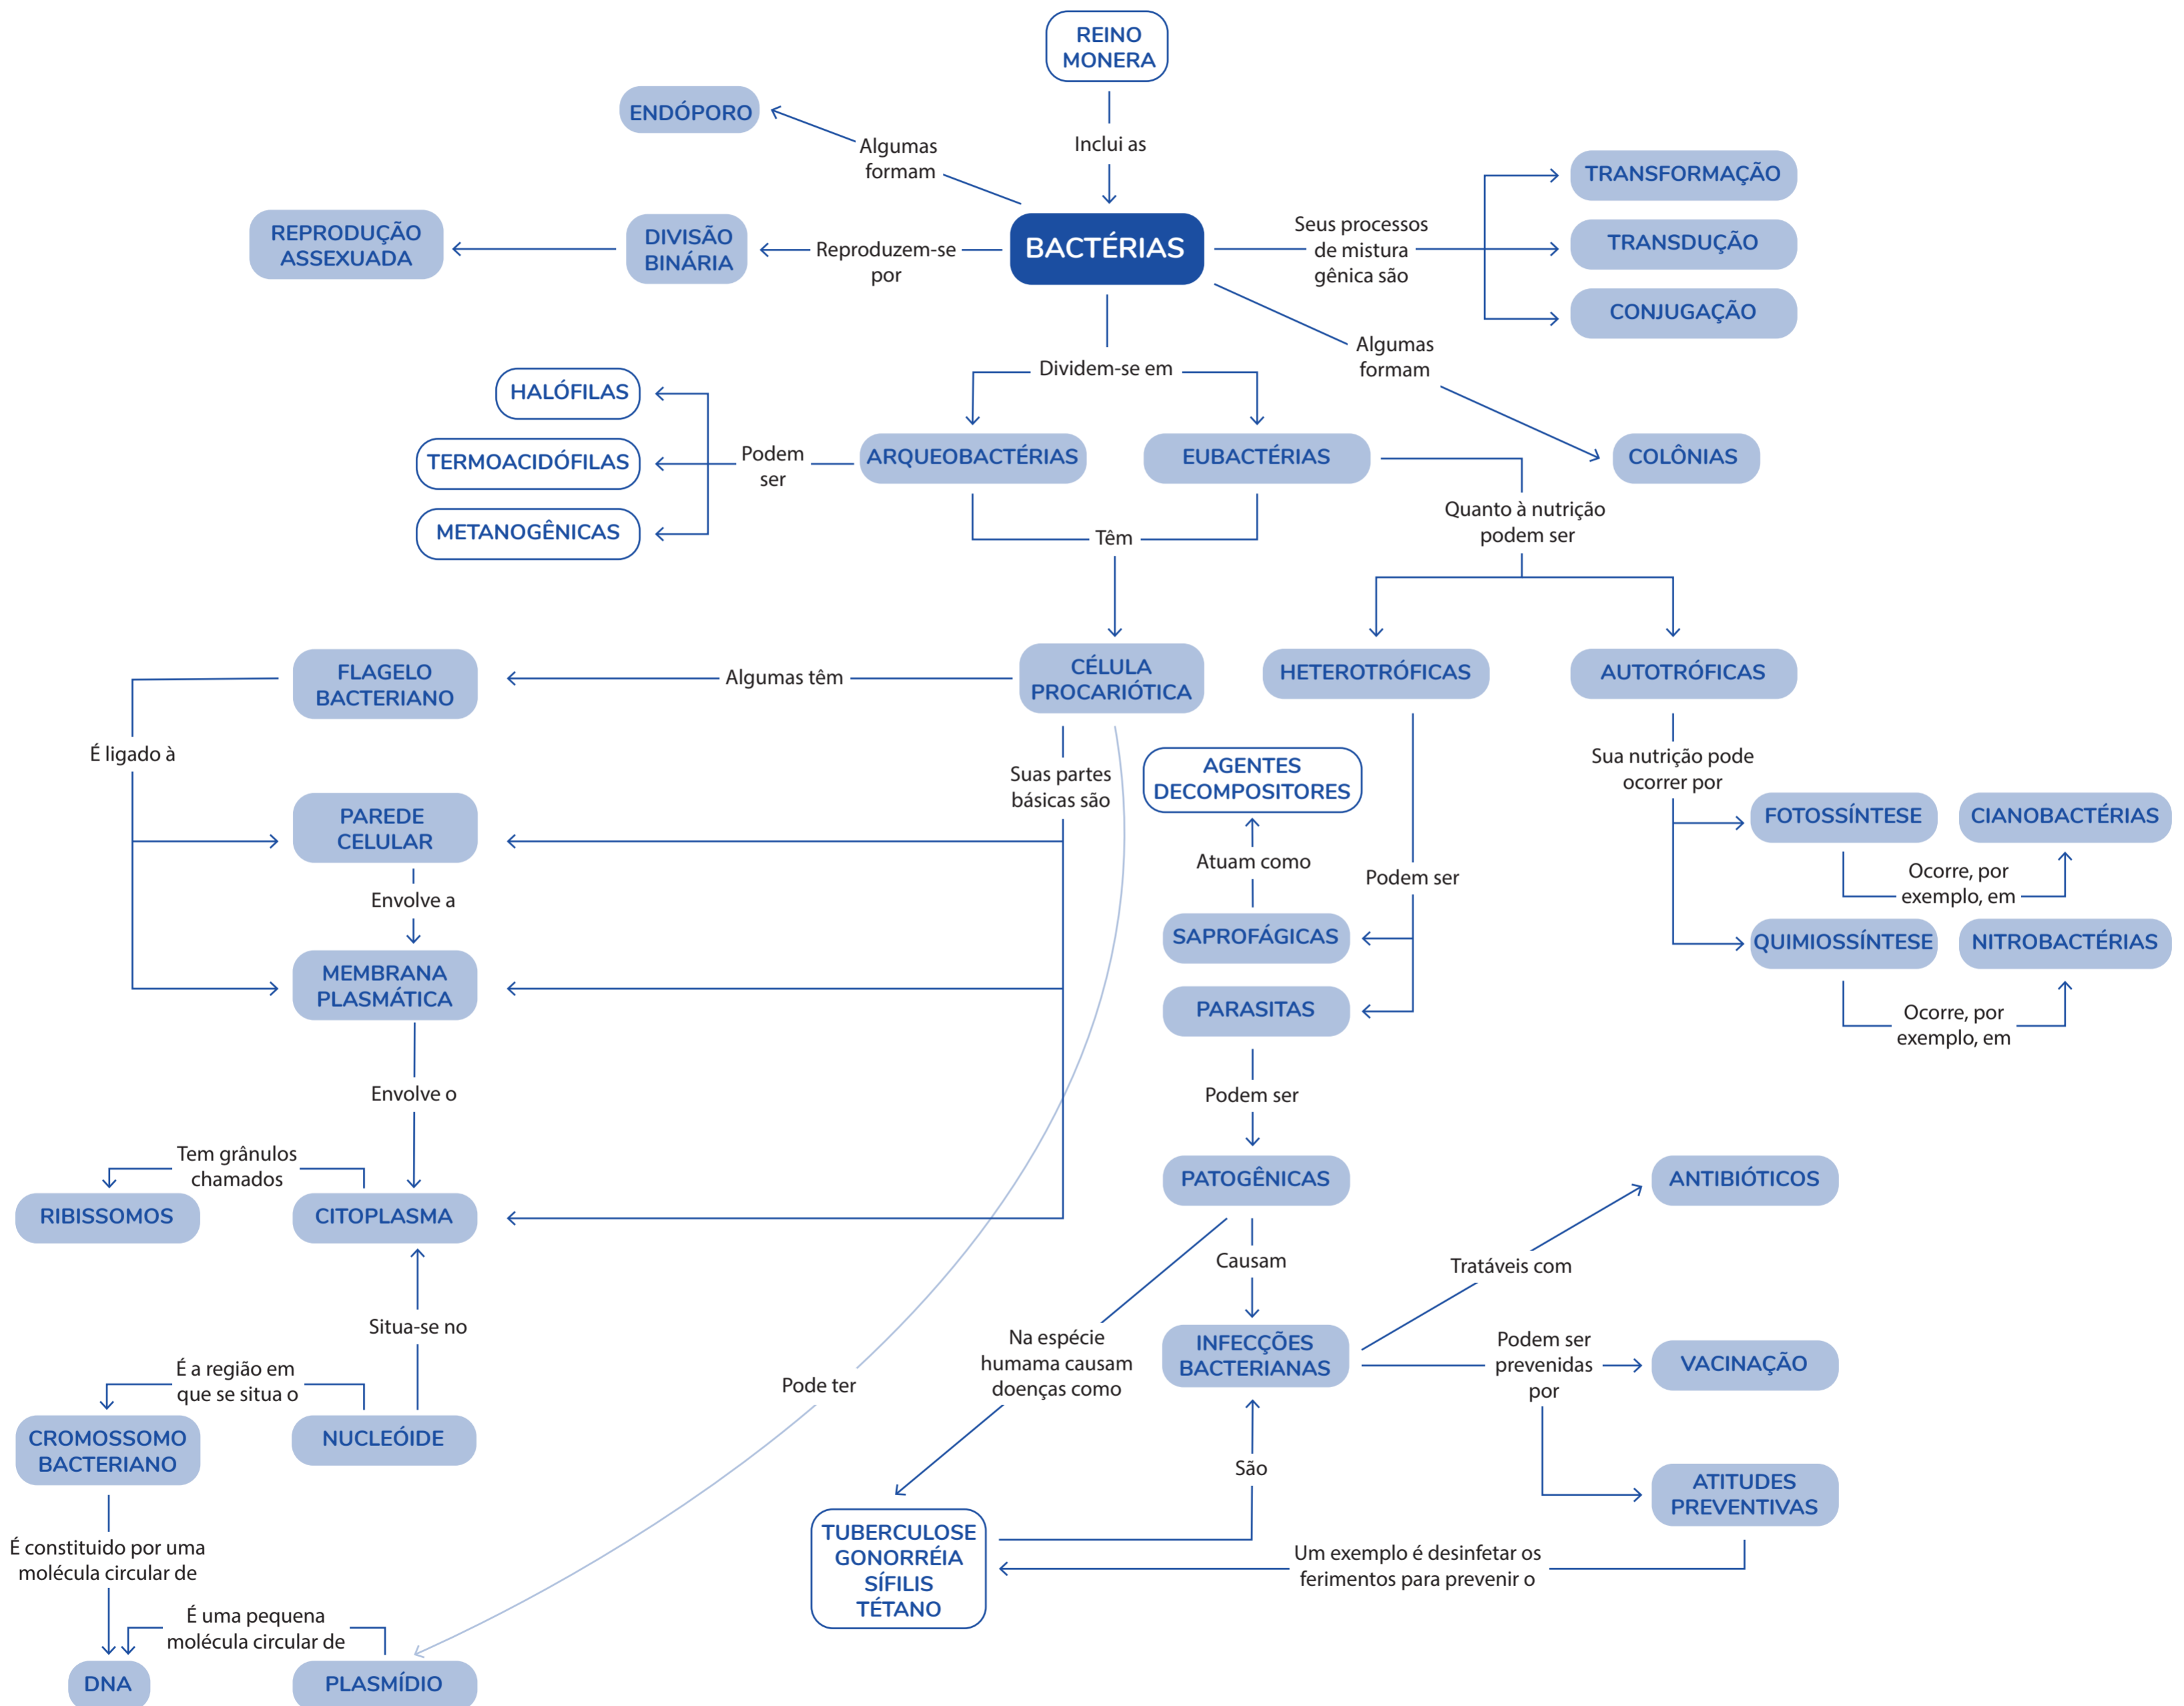 REINO
MONERA
ENDÓPORO
Algumas
formam
Inclui as
TRANSFORMAÇÃO
REPRODUÇÃO
ASSEXUADA
DIVISÃO
BINÁRIA
Reproduzem-se
por
BACTÉRIAS
Seus processos
de mistura
gênica são
TRANSDUÇÃO
CONJUGAÇÃO
Algumas
formam
Dividem-se em
HALÓFILAS
TERMOACIDÓFILAS
METANOGÊNICAS
Podem
ser
ARQUEOBACTÉRIAS
EUBACTÉRIAS
COLÔNIAS
Quanto à nutrição
podem ser
Têm
FLAGELO
BACTERIANO
Algumas têm
CÉLULA
PROCARIÓTICA
HETEROTRÓFICAS
AUTOTRÓFICAS
É ligado à
Suas partes
básicas são
AGENTES
DECOMPOSITORES
Sua nutrição pode
ocorrer por
PAREDE
CELULAR
FOTOSSÍNTESE
CIANOBACTÉRIAS
Atuam como
Podem ser
Ocorre, por
exemplo, em
Envolve a
SAPROFÁGICAS
QUIMIOSSÍNTESE
NITROBACTÉRIAS
MEMBRANA
PLASMÁTICA
PARASITAS
Ocorre, por
exemplo, em
Envolve o
Podem ser
Tem grânulos
chamados
PATOGÊNICAS
ANTIBIÓTICOS
RIBISSOMOS
CITOPLASMA
Causam
Tratáveis com
Situa-se no
Na espécie
humama causam
doenças como
INFECÇÕES
BACTERIANAS
Podem ser
prevenidas
por
VACINAÇÃO
É a região em
que se situa o
Pode ter
CROMOSSOMO
BACTERIANO
NUCLEÓIDE
São
ATITUDES
PREVENTIVAS
TUBERCULOSE
GONORRÉIA
SÍFILIS
TÉTANO
Um exemplo é desinfetar os
ferimentos para prevenir o
É constituido por uma
molécula circular de
É uma pequena
molécula circular de
DNA
PLASMÍDIO